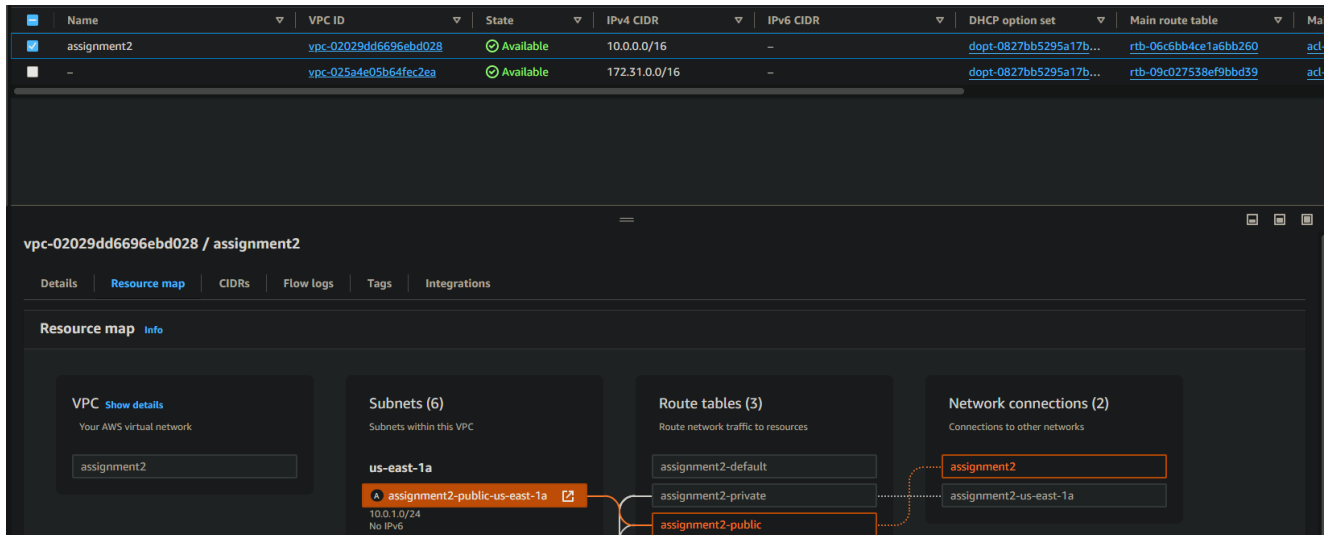 Name VPC ID State IPv4 CIDR IPv6 CIDR DHCP option set Main route table Ma
assignment2 vpc-02029dd6696ebd028 Available 10.0.0.0/16 – dopt-0827bb5295a17b... rtb-06c6bb4ce1a6bb260 acl-
– vpc-025a4e05b64fec2ea Available 172.31.0.0/16 – dopt-0827bb5295a17b... rtb-09c027538ef9bbd39 acl-
vpc-02029dd6696ebd028 / assignment2
Details Resource map CIDRs Flow logs Tags Integrations
Resource map Info
VPC Show details
Your AWS virtual network
assignment2
Subnets (6)
Subnets within this VPC
us-east-1a
A assignment2-public-us-east-1a
10.0.1.0/24
No IPv6
Route tables (3)
Route network traffic to resources
assignment2-default
assignment2-private
assignment2-public
Network connections (2)
Connections to other networks
assignment2
assignment2-us-east-1a